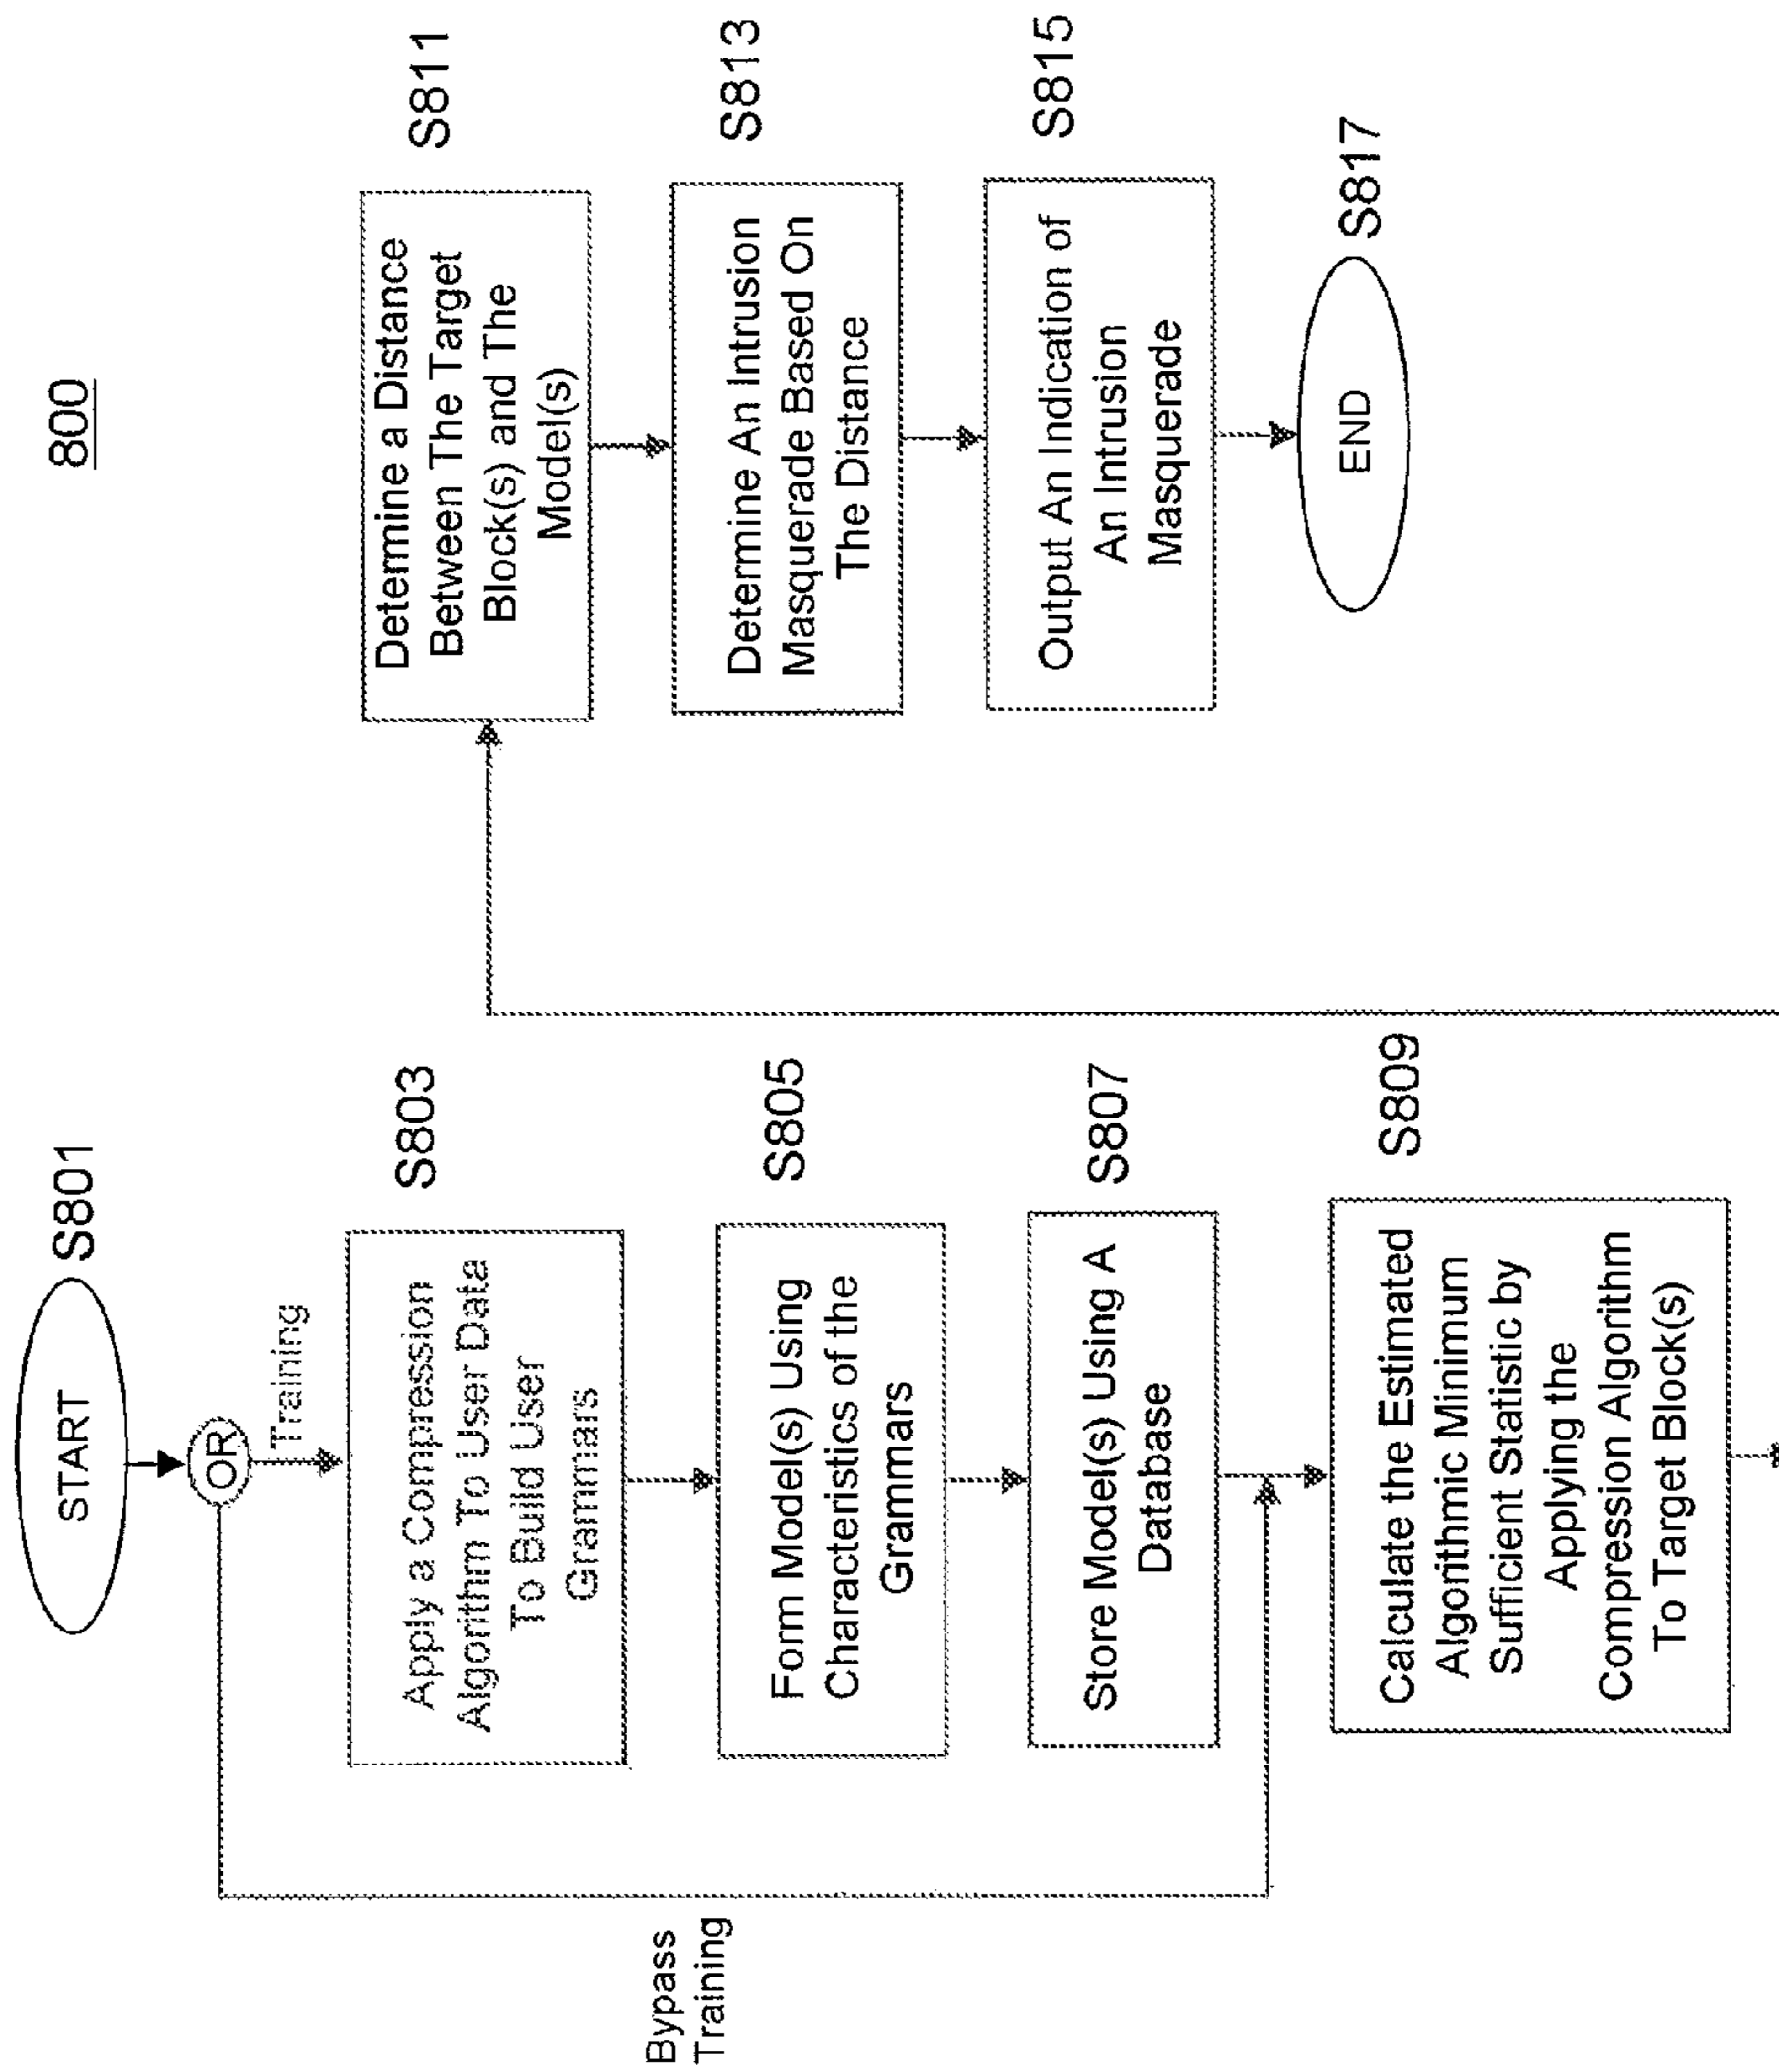 800
START
S801
OR
Training
Bypass
Training
Apply a Compression
Algorithm To User Data
To Build User
Grammars
S803
Form Model(s) Using
Characteristics of the
Grammars
S805
Store Model(s) Using A
Database
S807
Calculate the Estimated
Algorithmic Minimum
Sufficient Statistic by
Applying the
Compression Algorithm
To Target Block(s)
S809
Determine a Distance
Between The Target
Block(s) and The
Model(s)
S811
Determine An Intrusion
Masquerade Based On
The Distance
S813
Output An Indication of
An Intrusion
Masquerade
S815
END
S817